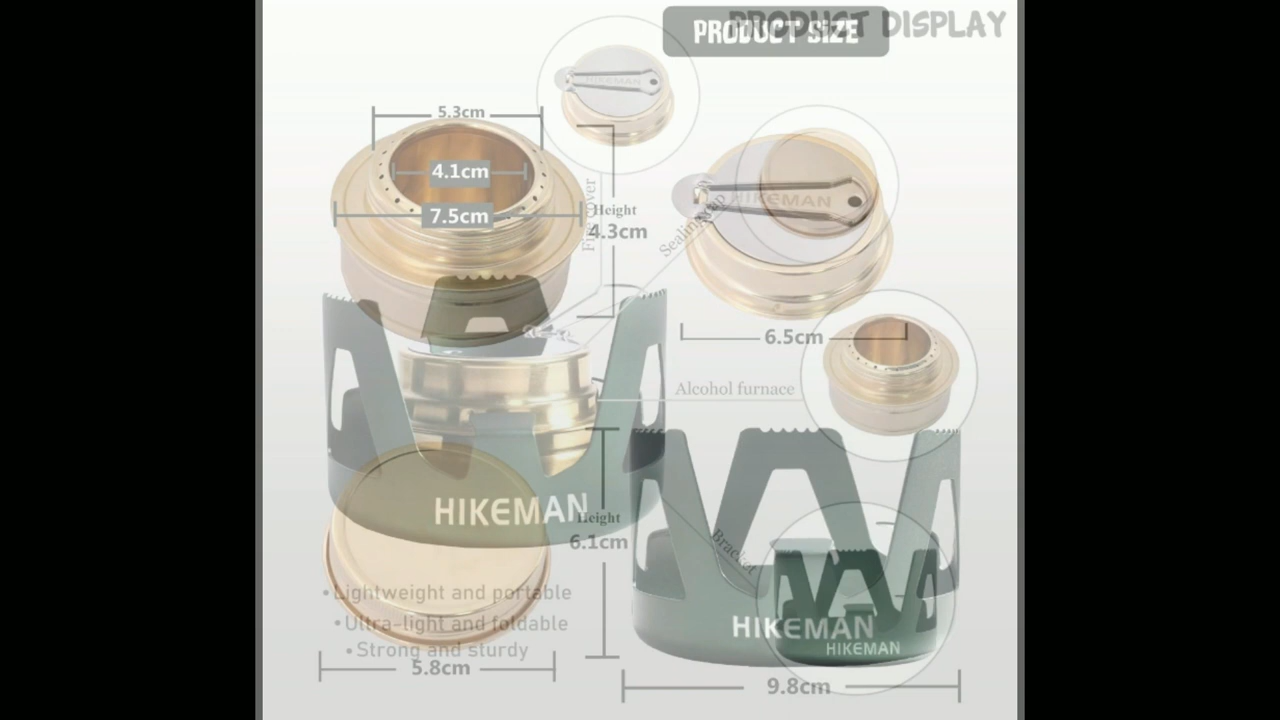 PRODUCT DISPLAY
PRODUCT SIZE
HIKEMAN
5.3cm
4.1cm
7.5cm
Fire cover
Height
4.3cm
Sealing cap
HIKEMAN
6.5cm
Alcohol furnace
HIKEMAN
Height
6.1cm
Bracket
•Lightweight and portable
•Ultra-light and foldable
•Strong and sturdy
5.8cm
HIKEMAN
HIKEMAN
9.8cm